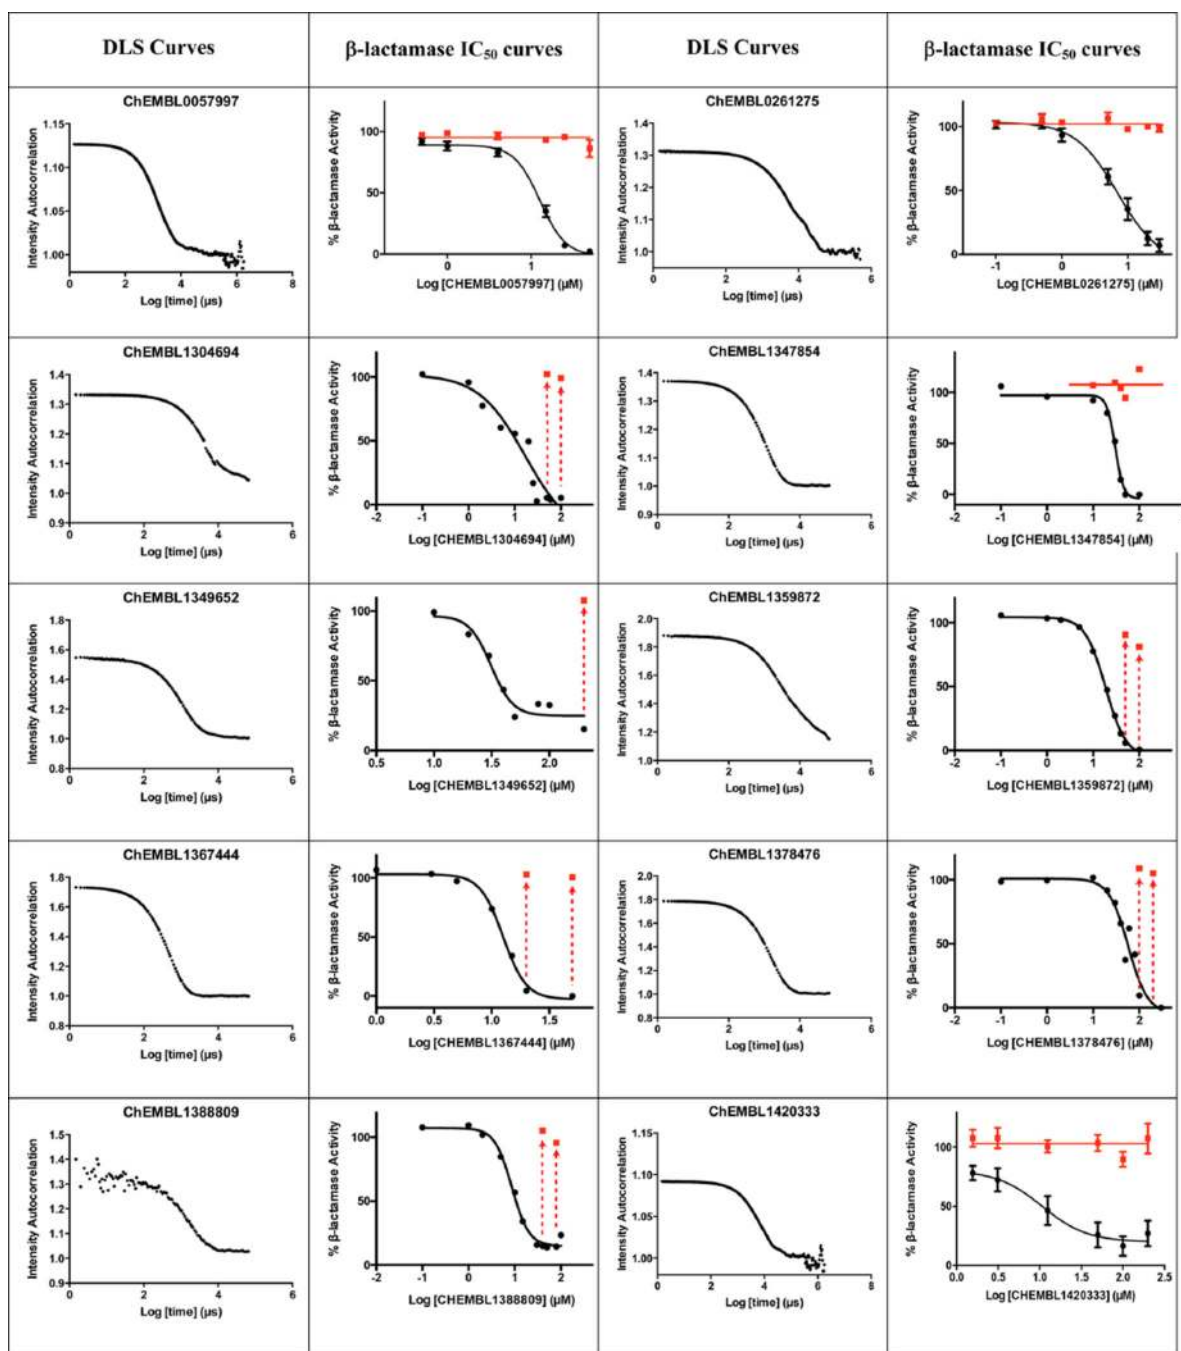 DLS Curves
β-lactamase IC50 curves
DLS Curves
β-lactamase IC50 curves
ChEMBL0057997
Intensity Autocorrelation
1.15
1.10
1.05
1.00
0 2 4 6 8
Log [time] (µs)
% β-lactamase Activity
100
50
0
0 1
Log [CHEMBL0057997] (µM)
ChEMBL0261275
Intensity Autocorrelation
1.4
1.3
1.2
1.1
1.0
0.9
0 2 4 6 8
Log [time] (µs)
% β-lactamase Activity
100
50
0
-1 0 1
Log [CHEMBL0261275] (µM)
ChEMBL1304694
Intensity Autocorrelation
1.4
1.3
1.2
1.1
1.0
0.9
0 2 4 6
Log [time] (µs)
% β-lactamase Activity
100
50
0
-2 -1 0 1 2
Log [CHEMBL1304694] (µM)
ChEMBL1347854
Intensity Autocorrelation
1.4
1.3
1.2
1.1
1.0
0.9
0 2 4 6
Log [time] (µs)
% β-lactamase Activity
100
50
0
-2 -1 0 1 2
Log [CHEMBL1347854] (µM)
ChEMBL1349652
Intensity Autocorrelation
1.8
1.6
1.4
1.2
1.0
0.8
0 2 4 6
Log [time] (µs)
% β-lactamase Activity
100
50
0
0.5 1.0 1.5 2.0
Log [CHEMBL1349652] (µM)
ChEMBL1359872
Intensity Autocorrelation
2.0
1.8
1.6
1.4
1.2
1.0
0 2 4 6
Log [time] (µs)
% β-lactamase Activity
100
50
0
-2 -1 0 1 2
Log [CHEMBL1359872] (µM)
ChEMBL1367444
Intensity Autocorrelation
1.8
1.6
1.4
1.2
1.0
0.8
0 2 4 6
Log [time] (µs)
% β-lactamase Activity
100
50
0
0.0 0.5 1.0 1.5
Log [CHEMBL1367444] (µM)
ChEMBL1378476
Intensity Autocorrelation
2.0
1.8
1.6
1.4
1.2
1.0
0.8
0 2 4 6
Log [time] (µs)
% β-lactamase Activity
100
50
0
-2 -1 0 1 2
Log [CHEMBL1378476] (µM)
ChEMBL1388809
Intensity Autocorrelation
1.5
1.4
1.3
1.2
1.1
1.0
0.9
0 2 4 6
Log [time] (µs)
% β-lactamase Activity
100
50
0
-2 -1 0 1 2
Log [CHEMBL1388809] (µM)
ChEMBL1420333
Intensity Autocorrelation
1.15
1.10
1.05
1.00
0 2 4 6 8
Log [time] (µs)
% β-lactamase Activity
100
50
0
0.0 0.5 1.0 1.5 2.0 2.5
Log [CHEMBL1420333] (µM)